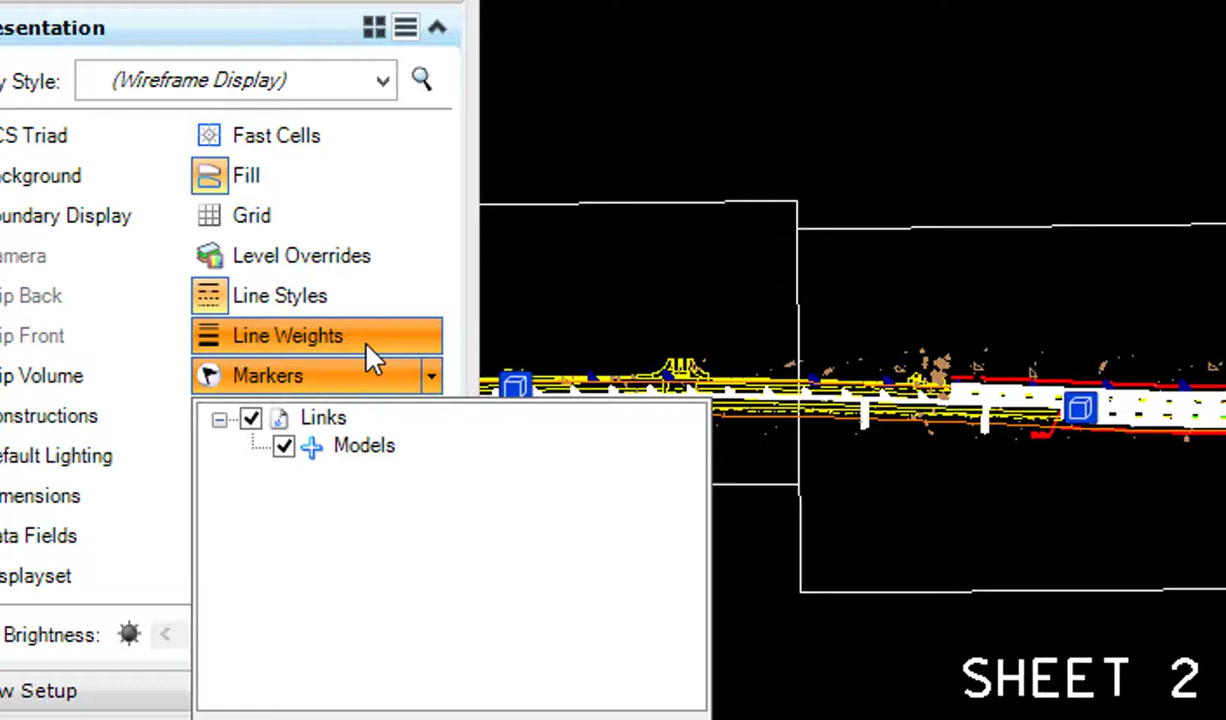 esentation
y Style: (Wireframe Display)
CS Triad Fast Cells
ckground Fill
oundary Display Grid
amera Level Overrides
ip Back Line Styles
ip Front Line Weights
ip Volume Markers
onstructions Links
efault Lighting Models
mensions
ata Fields
splayset
Brightness:
w Setup
SHEET 2